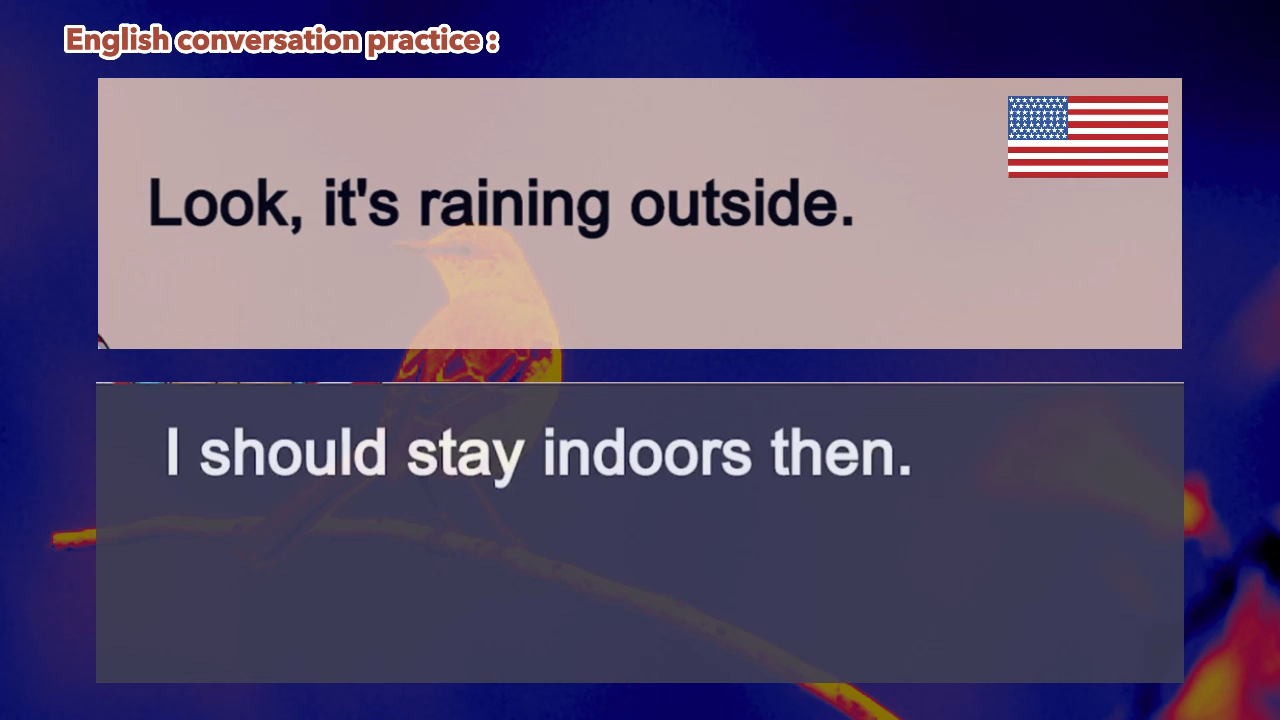 English conversation practice :
Look, it's raining outside.
I should stay indoors then.